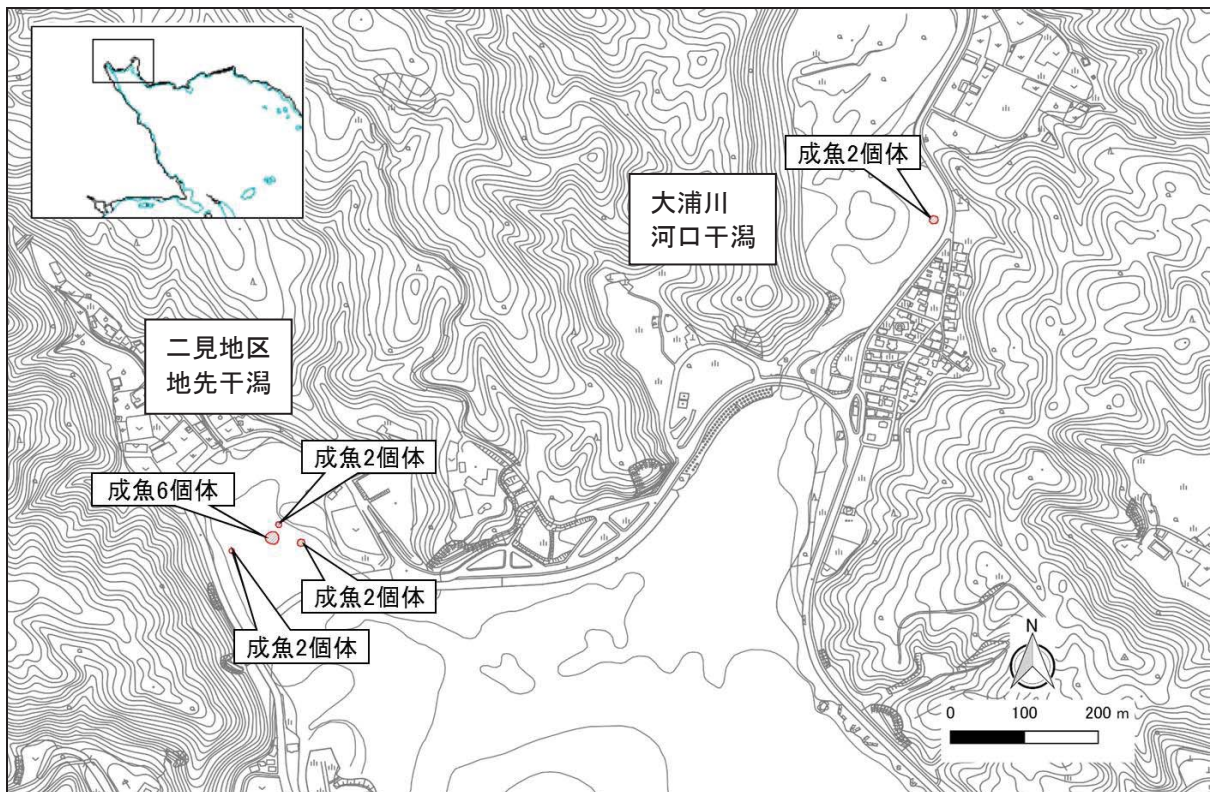 成魚2個体
大浦川
河口干潟
二見地区
地先干潟
成魚2個体
成魚6個体
成魚2個体
成魚2個体
N
0 100 200 m